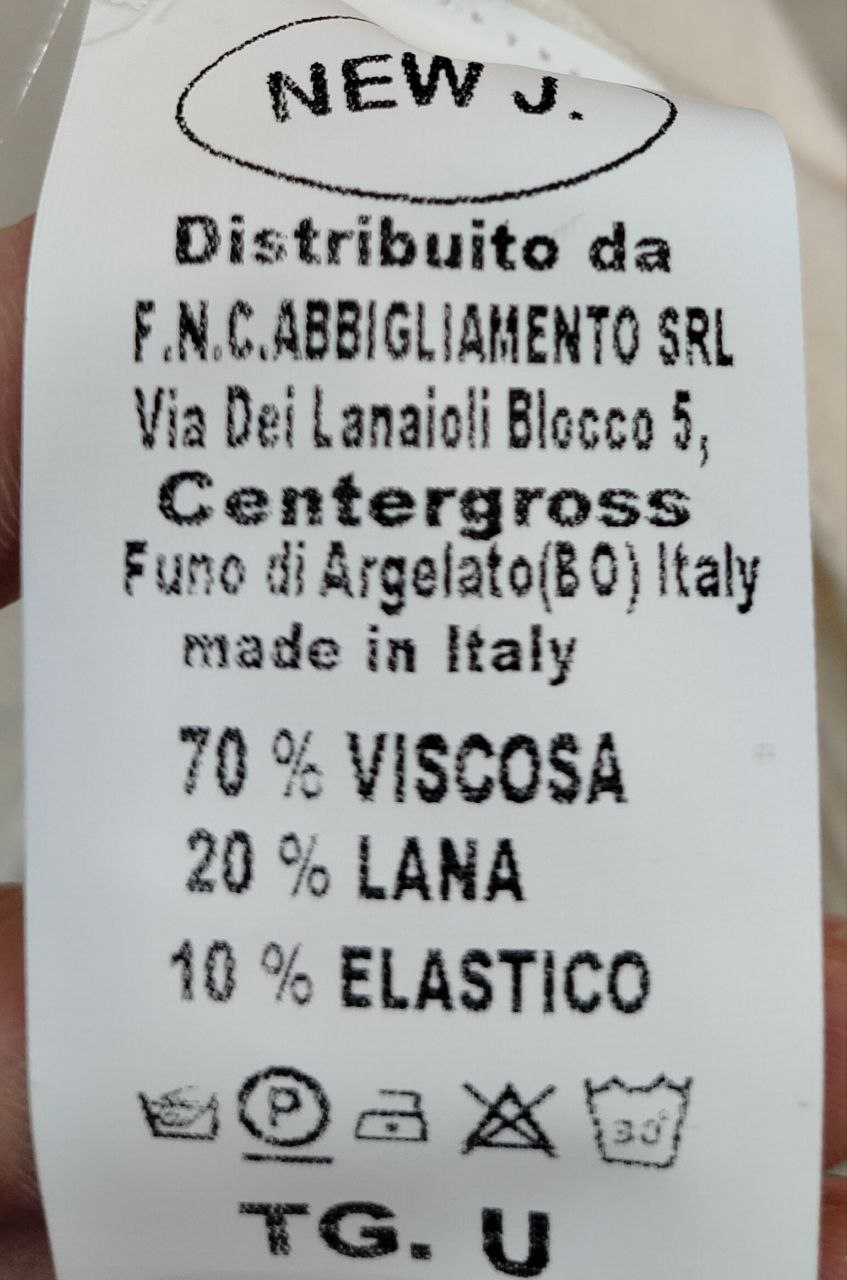 NEW J.
Distribuito da
F.N.C.ABBIGLIAMENTO SRL
Via Dei Lanaioli Blocco 5,
Centergross
Funo di Argelato(BO) Italy
made in Italy
70 % VISCOSA
20 % LANA
10 % ELASTICO
P 30°
TG. U